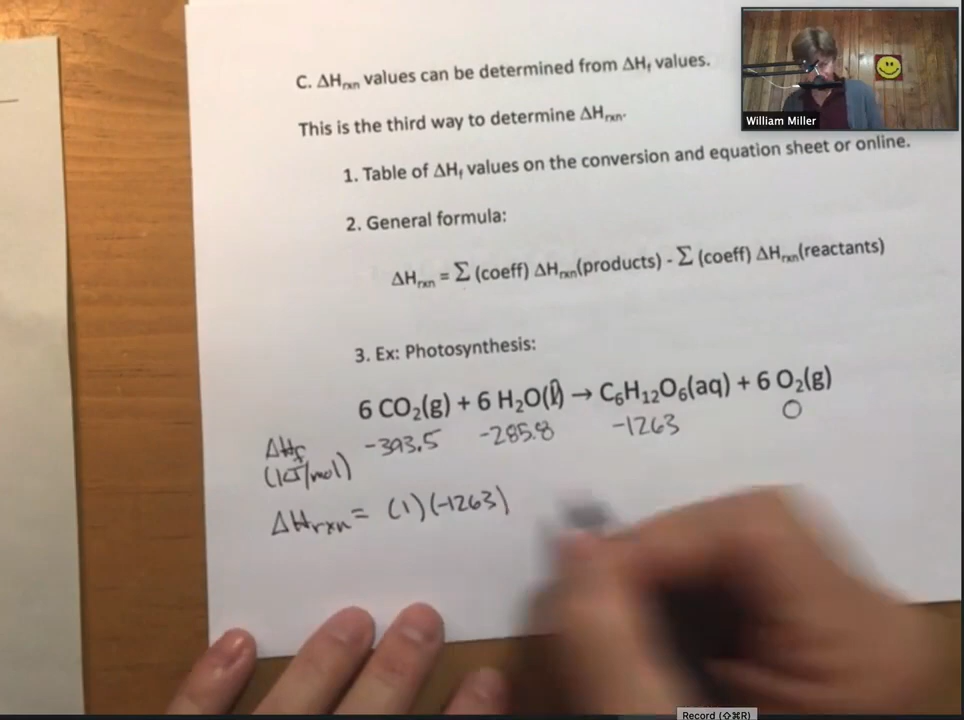 C. ΔHrxn values can be determined from ΔHf values.
William Miller
This is the third way to determine ΔHrxn.
1. Table of ΔHf values on the conversion and equation sheet or online.
2. General formula:
ΔHrxn = Σ (coeff) ΔHrxn(products) - Σ (coeff) ΔHrxn(reactants)
3. Ex: Photosynthesis:
6 CO₂(g) + 6 H₂O(l) → C₆H₁₂O₆(aq) + 6 O₂(g)
ΔHf -393.5 -285.8 -1263 0
(kJ/mol)
ΔHrxn = (1)(-1263)
Record (⇧⌘R)